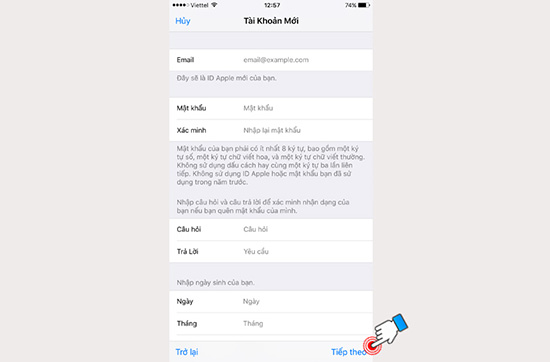 Viettel 12:57 74%
Hủy Tài Khoản Mới
Email email@example.com
Đây sẽ là ID Apple mới của bạn.
Mật khẩu Mật khẩu
Xác minh Nhập lại mật khẩu
Mật khẩu của bạn phải có ít nhất 8 ký tự, bao gồm một ký
tự số, một ký tự chữ viết hoa, và một ký tự chữ viết thường.
Không sử dụng dấu cách hay cùng một ký tự ba lần liên
tiếp. Không sử dụng ID Apple hoặc mật khẩu bạn đã sử
dụng trong năm trước.
Nhập câu hỏi và câu trả lời để xác minh nhận dạng của
bạn nếu bạn quên mật khẩu của mình.
Câu hỏi Câu hỏi
Trả Lời Yêu cầu
Nhập ngày sinh của bạn.
Ngày Ngày
Tháng Tháng
Trở lại Tiếp theo